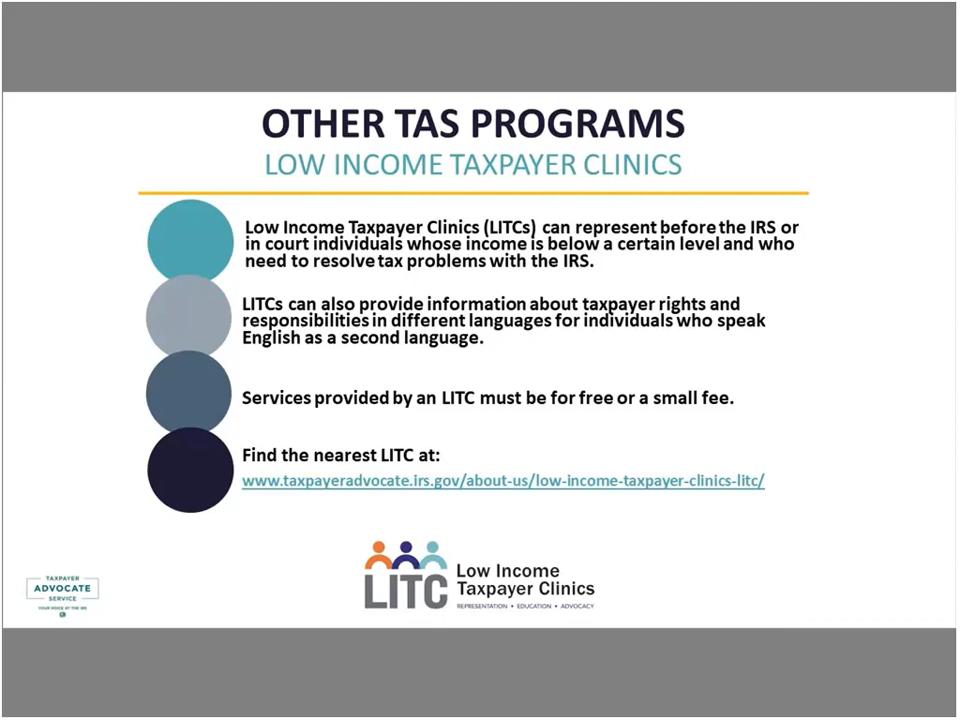 OTHER TAS PROGRAMS
LOW INCOME TAXPAYER CLINICS
Low Income Taxpayer Clinics (LITCs) can represent before the IRS or
in court individuals whose income is below a certain level and who
need to resolve tax problems with the IRS.
LITCs can also provide information about taxpayer rights and
responsibilities in different languages for individuals who speak
English as a second language.
Services provided by an LITC must be for free or a small fee.
Find the nearest LITC at:
www.taxpayeradvocate.irs.gov/about-us/low-income-taxpayer-clinics-litc/
TAXPAYER
ADVOCATE
SERVICE
YOUR VOICE AT THE IRS
LITC
Low Income
Taxpayer Clinics
REPRESENTATION • EDUCATION • ADVOCACY